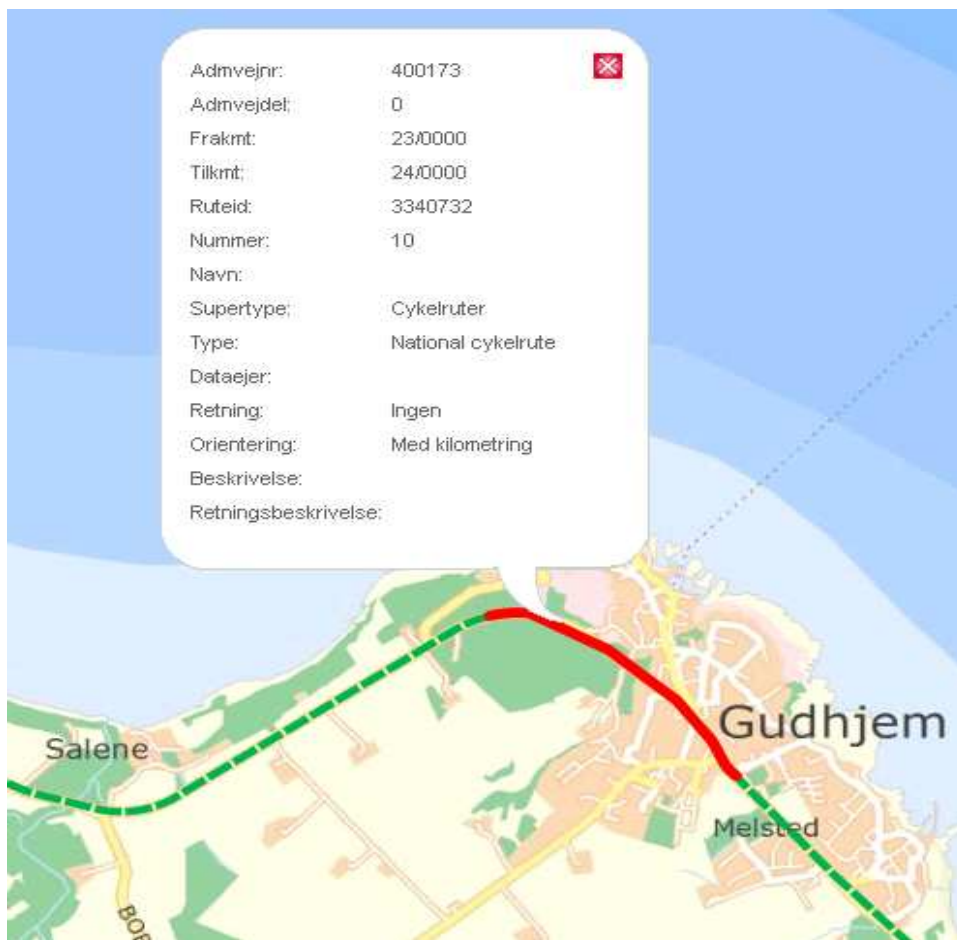 Admvejnr: 400173
Admvejdel: 0
Frakmt: 23/0000
Tilkmt: 24/0000
Ruteid: 3340732
Nummer: 10
Navn:
Supertype: Cykelruter
Type: National cykelrute
Dataejer:
Retning: Ingen
Orientering: Med kilometring
Beskrivelse:
Retningsbeskrivelse:
Gudhjem
Salene
Melsted